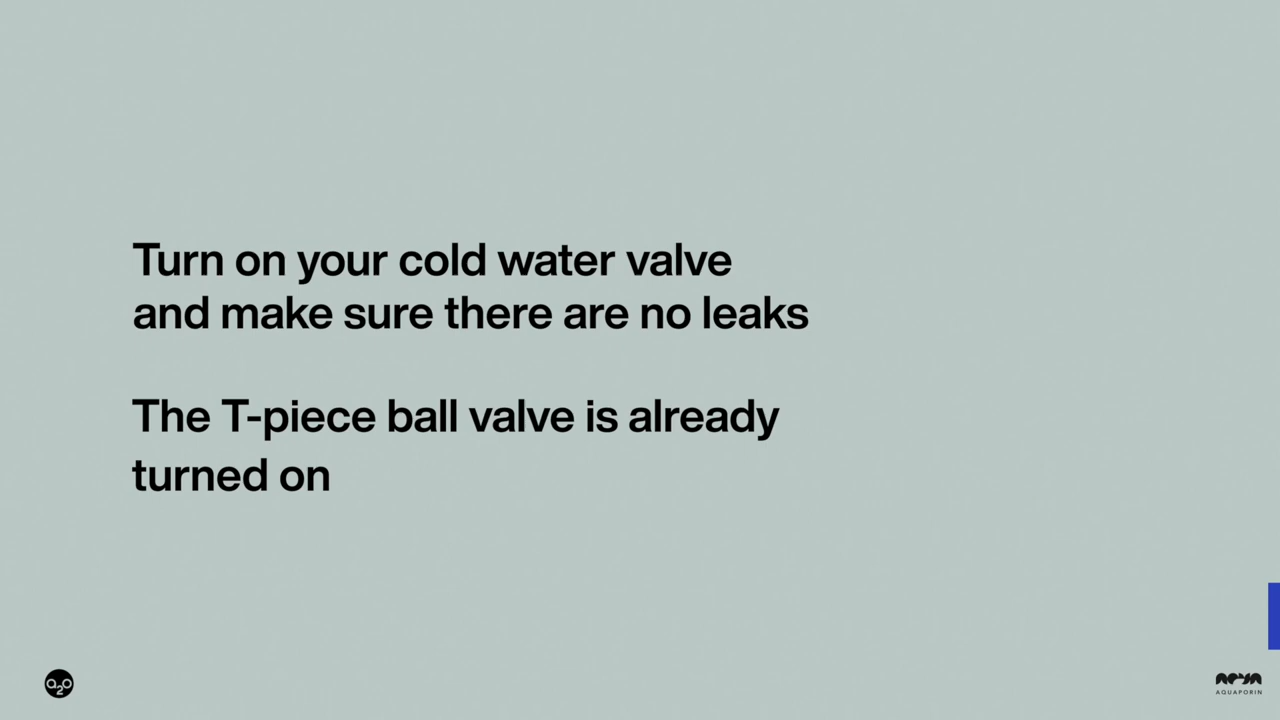 Turn on your cold water valve
and make sure there are no leaks
The T-piece ball valve is already
turned on
a2o
AQUAPORIN